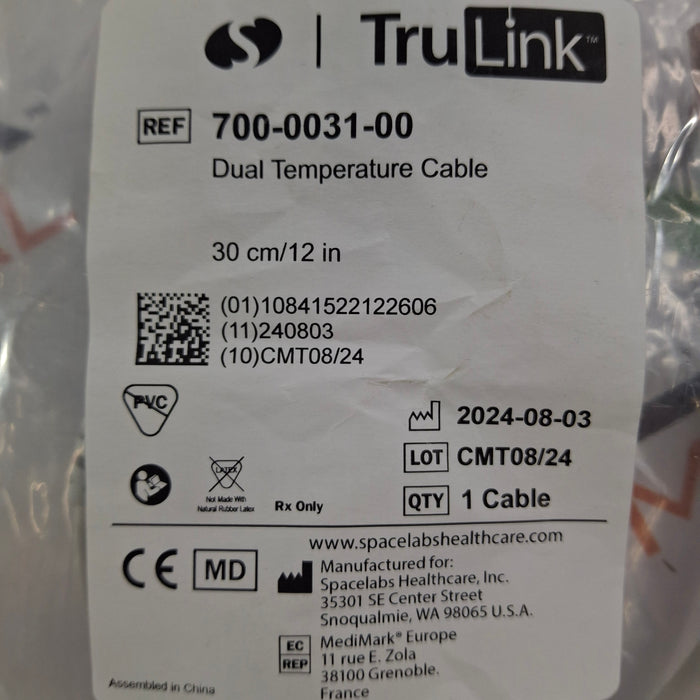 TruLink™
REF 700-0031-00
Dual Temperature Cable
30 cm/12 in
(01)10841522122606
(11)240803
(10)CMT08/24
PVC
2024-08-03
LOT CMT08/24
LATEX
Not Made With
Natural Rubber Latex
Rx Only
QTY 1 Cable
www.spacelabshealthcare.com
CE MD
Manufactured for:
Spacelabs Healthcare, Inc.
35301 SE Center Street
Snoqualmie, WA 98065 U.S.A.
EC REP
MediMark® Europe
11 rue E. Zola
38100 Grenoble.
France
Assembled in China